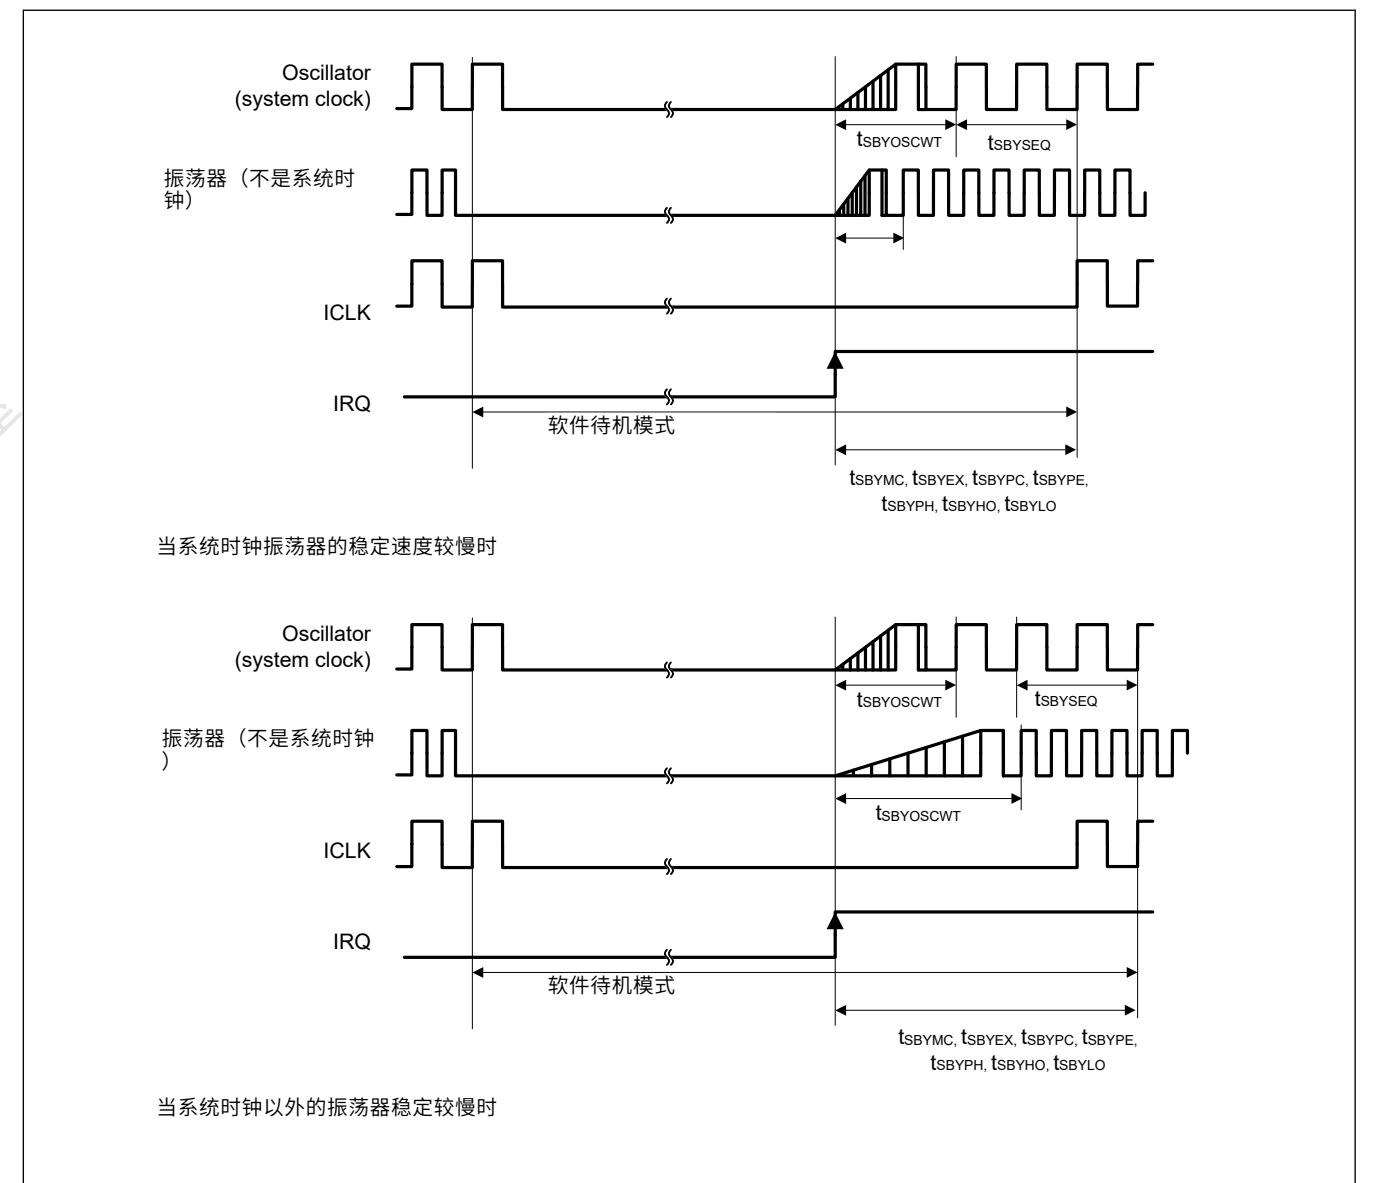 Oscillator
(system clock)
tSBYOSCWT
tSBYSEQ
振荡器（不是系统时
钟）
ICLK
IRQ
软件待机模式
tSBYMC, tSBYEX, tSBYPC, tSBYPE,
tSBYPH, tSBYHO, tSBYLO
当系统时钟振荡器的稳定速度较慢时
Oscillator
(system clock)
tSBYOSCWT
tSBYSEQ
振荡器（不是系统时钟
）
tSBYOSCWT
ICLK
IRQ
软件待机模式
tSBYMC, tSBYEX, tSBYPC, tSBYPE,
tSBYPH, tSBYHO, tSBYLO
当系统时钟以外的振荡器稳定较慢时